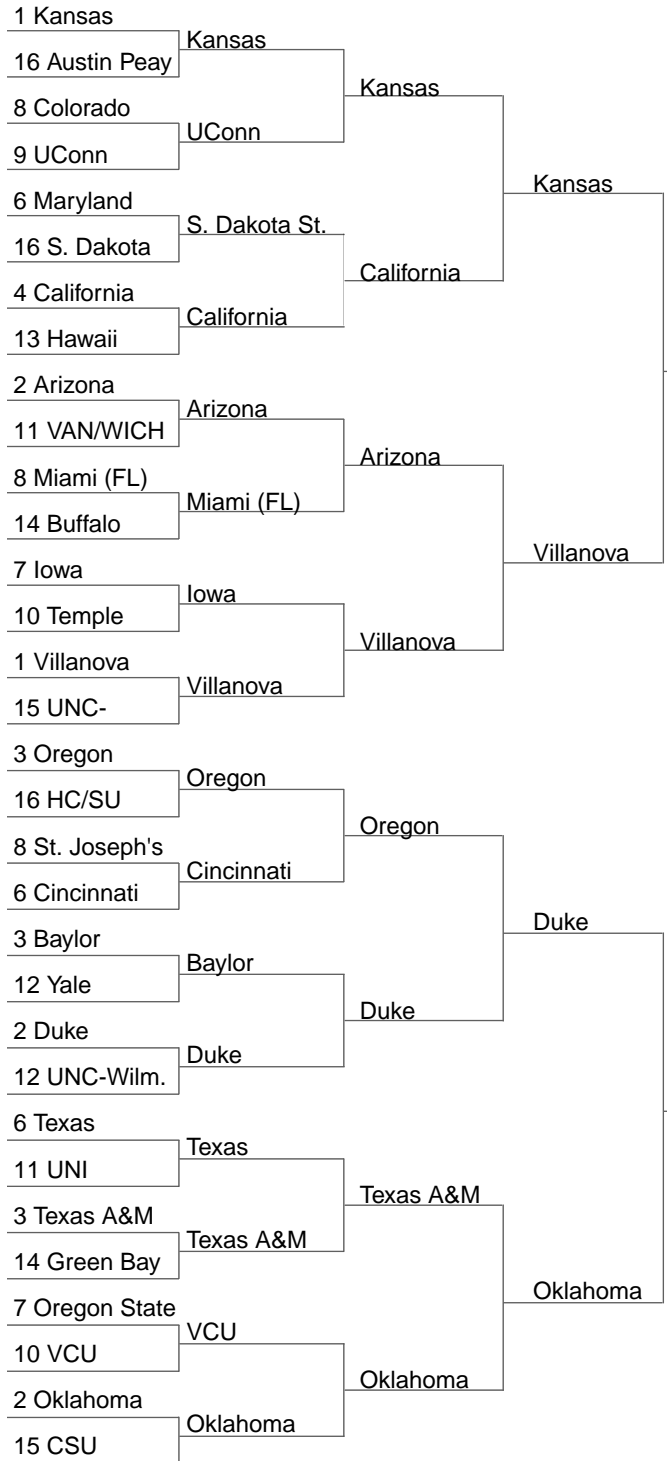 1 Kansas
16 Austin Peay
8 Colorado
9 UConn
6 Maryland
16 S. Dakota
4 California
13 Hawaii
2 Arizona
11 VAN/WICH
8 Miami (FL)
14 Buffalo
7 Iowa
10 Temple
1 Villanova
15 UNC-
3 Oregon
16 HC/SU
8 St. Joseph's
6 Cincinnati
3 Baylor
12 Yale
2 Duke
12 UNC-Wilm.
6 Texas
11 UNI
3 Texas A&M
14 Green Bay
7 Oregon State
10 VCU
2 Oklahoma
15 CSU
Kansas
UConn
S. Dakota St.
California
Arizona
Miami (FL)
Iowa
Villanova
Oregon
Cincinnati
Baylor
Duke
Texas
Texas A&M
VCU
Oklahoma
Kansas
California
Arizona
Villanova
Oregon
Duke
Texas A&M
Oklahoma
Kansas
Villanova
Duke
Oklahoma